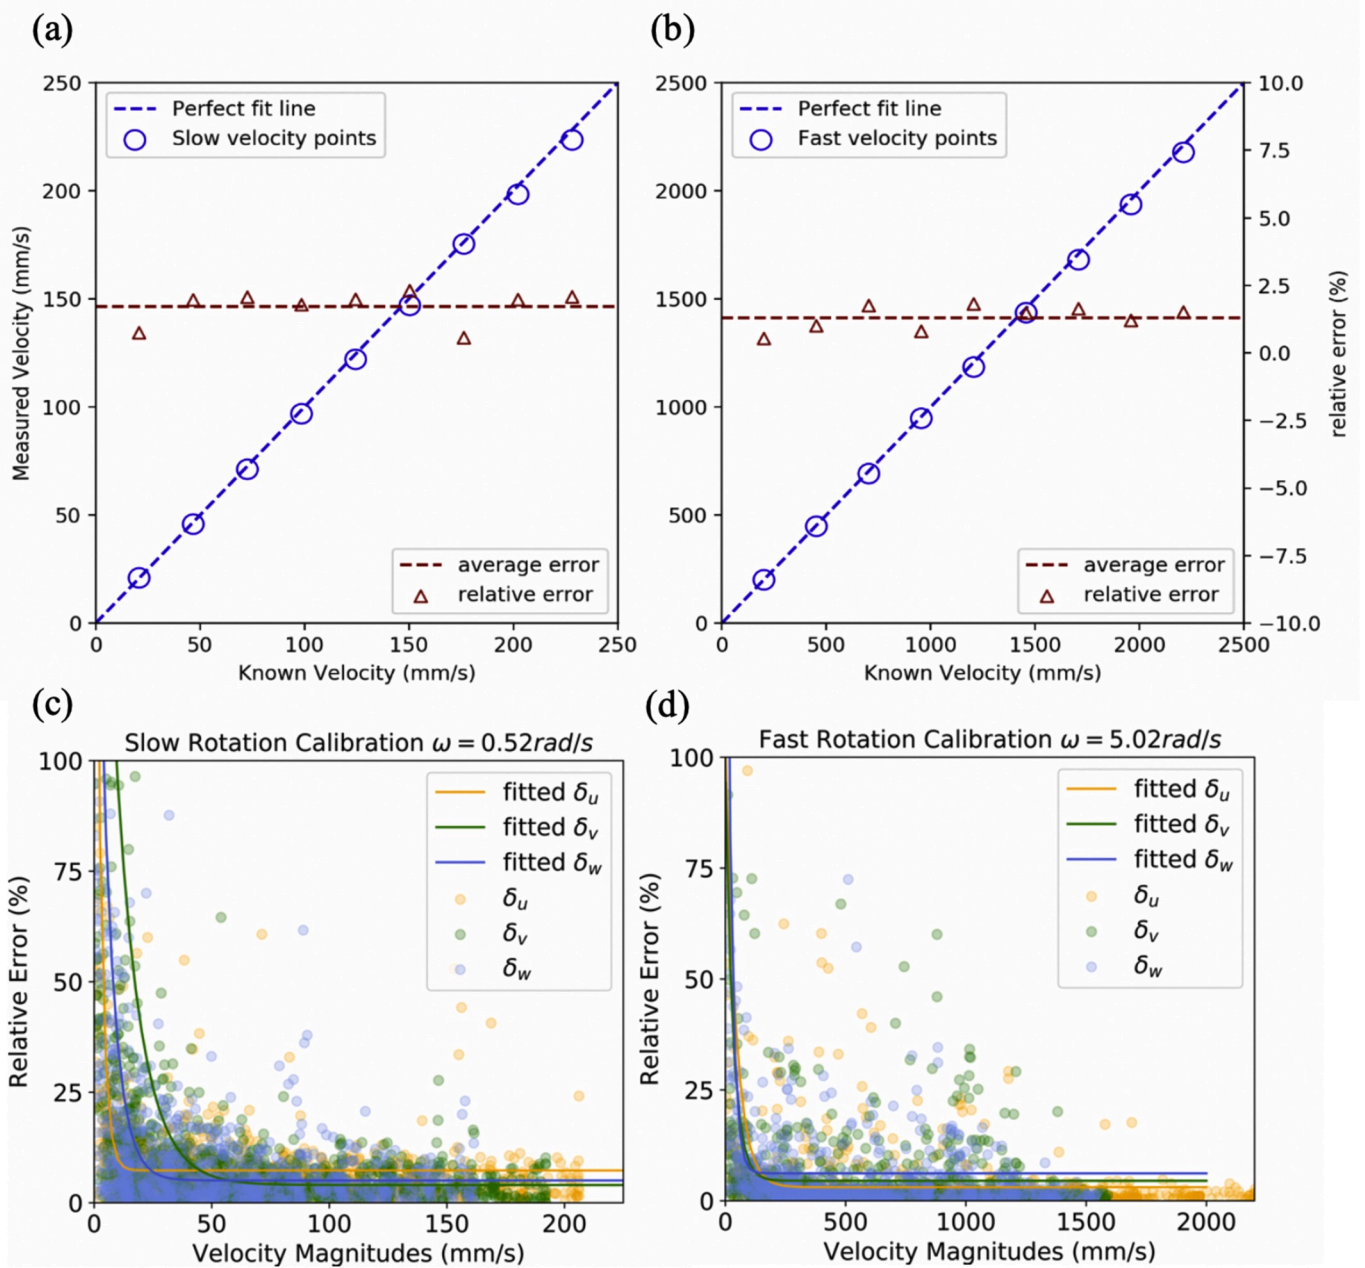 (a)
(b)
250
200
150
100
50
0
Measured Velocity (mm/s)
Perfect fit line
Slow velocity points
average error
relative error
0
50
100
150
200
250
Known Velocity (mm/s)
2500
2000
1500
1000
500
0
Perfect fit line
Fast velocity points
average error
relative error
10.0
7.5
5.0
2.5
0.0
−2.5
−5.0
−7.5
−10.0
relative error (%)
0
500
1000
1500
2000
2500
Known Velocity (mm/s)
(c)
(d)
Slow Rotation Calibration ω = 0.52rad/s
100
75
50
25
0
Relative Error (%)
fitted δu
fitted δv
fitted δw
δu
δv
δw
0
50
100
150
200
Velocity Magnitudes (mm/s)
Fast Rotation Calibration ω = 5.02rad/s
100
75
50
25
0
Relative Error (%)
fitted δu
fitted δv
fitted δw
δu
δv
δw
0
500
1000
1500
2000
Velocity Magnitudes (mm/s)